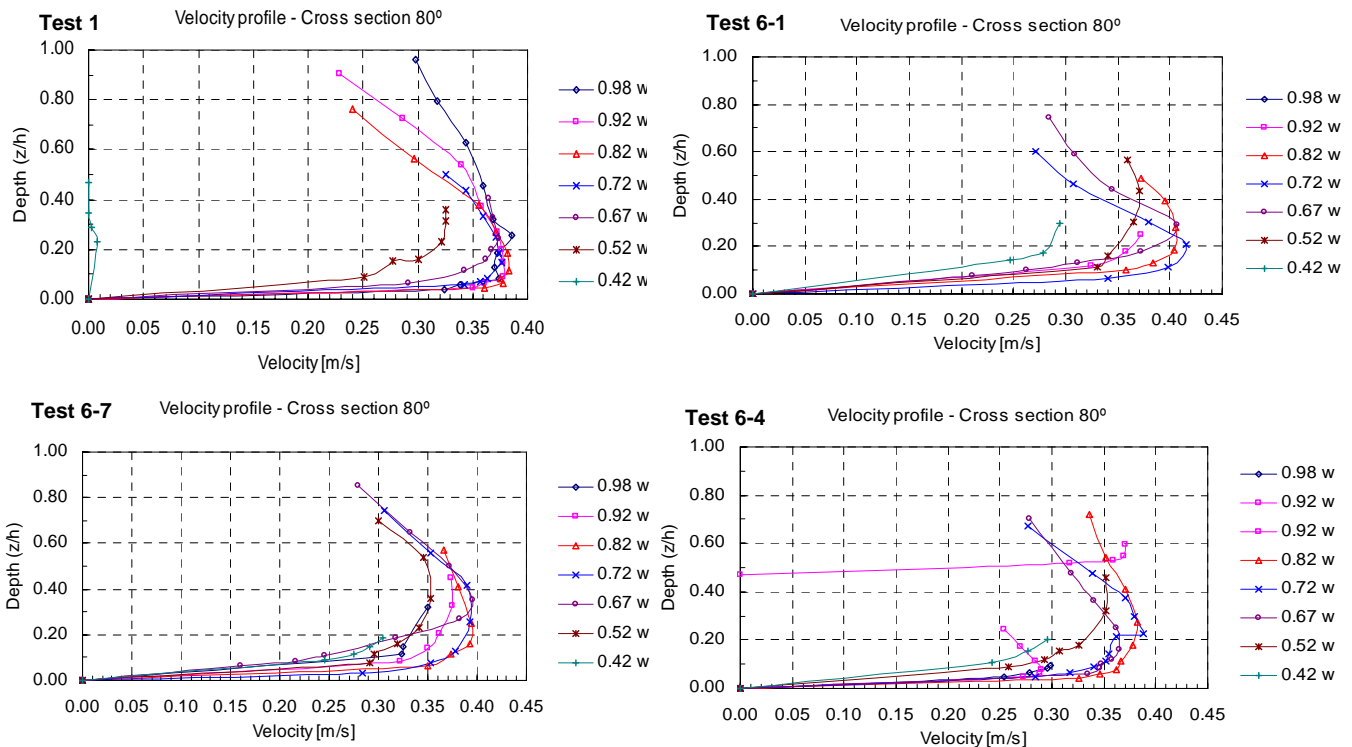 Test 1
Velocity profile - Cross section 80º
Depth (z/h)
1.00
0.80
0.60
0.40
0.20
0.00
0.00 0.05 0.10 0.15 0.20 0.25 0.30 0.35 0.40
Velocity [m/s]
0.98 w
0.92 w
0.82 w
0.72 w
0.67 w
0.52 w
0.42 w
Test 6-1
Velocity profile - Cross section 80º
Depth (z/h)
1.00
0.80
0.60
0.40
0.20
0.00
0.00 0.05 0.10 0.15 0.20 0.25 0.30 0.35 0.40 0.45
Velocity [m/s]
0.98 w
0.92 w
0.82 w
0.72 w
0.67 w
0.52 w
0.42 w
Test 6-7
Velocity profile - Cross section 80º
Depth (z/h)
1.00
0.80
0.60
0.40
0.20
0.00
0.00 0.05 0.10 0.15 0.20 0.25 0.30 0.35 0.40 0.45
Velocity [m/s]
0.98 w
0.92 w
0.82 w
0.72 w
0.67 w
0.52 w
0.42 w
Test 6-4
Velocity profile - Cross section 80º
Depth (z/h)
1.00
0.80
0.60
0.40
0.20
0.00
0.00 0.05 0.10 0.15 0.20 0.25 0.30 0.35 0.40 0.45
Velocity [m/s]
0.98 w
0.92 w
0.92 w
0.82 w
0.72 w
0.67 w
0.52 w
0.42 w